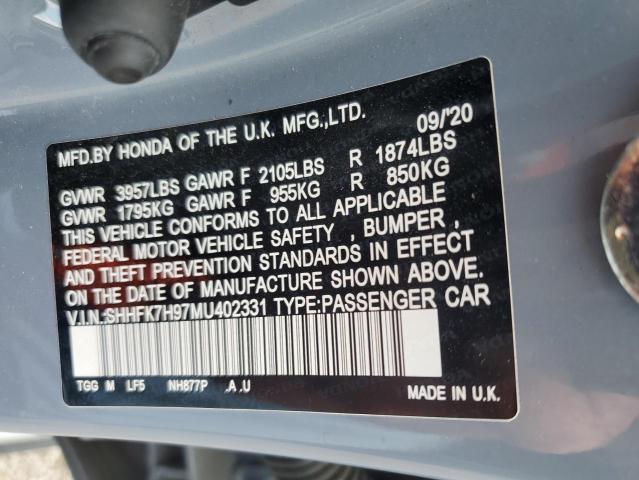 MFD.BY HONDA OF THE U.K. MFG.,LTD. 09/'20
GVWR 3957LBS GAWR F 2105LBS R 1874LBS
GVWR 1795KG GAWR F 955KG R 850KG
THIS VEHICLE CONFORMS TO ALL APPLICABLE
FEDERAL MOTOR VEHICLE SAFETY , BUMPER ,
AND THEFT PREVENTION STANDARDS IN EFFECT
ON THE DATE OF MANUFACTURE SHOWN ABOVE.
V.I.N:SHHFK7H97MU402331 TYPE:PASSENGER CAR
TGG M LF5 NH877P .A .U
MADE IN U.K.